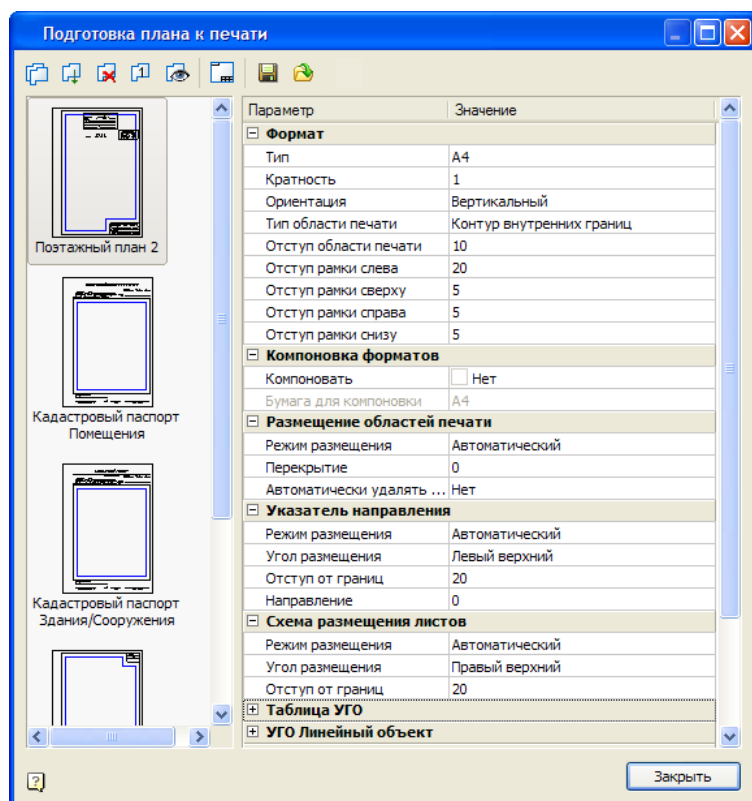 Подготовка плана к печати
Поэтажный план 2
Кадастровый паспорт
Помещения
Кадастровый паспорт
Здания/Сооружения
Параметр Значение
Формат
Тип A4
Кратность 1
Ориентация Вертикальный
Тип области печати Контур внутренних границ
Отступ области печати 10
Отступ рамки слева 20
Отступ рамки сверху 5
Отступ рамки справа 5
Отступ рамки снизу 5
Компоновка форматов
Компоновать Нет
Бумага для компоновки A4
Размещение областей печати
Режим размещения Автоматический
Перекрытие 0
Автоматически удалять ... Нет
Указатель направления
Режим размещения Автоматический
Угол размещения Левый верхний
Отступ от границ 20
Направление 0
Схема размещения листов
Режим размещения Автоматический
Угол размещения Правый верхний
Отступ от границ 20
Таблица УГО
УГО Линейный объект
Закрыть